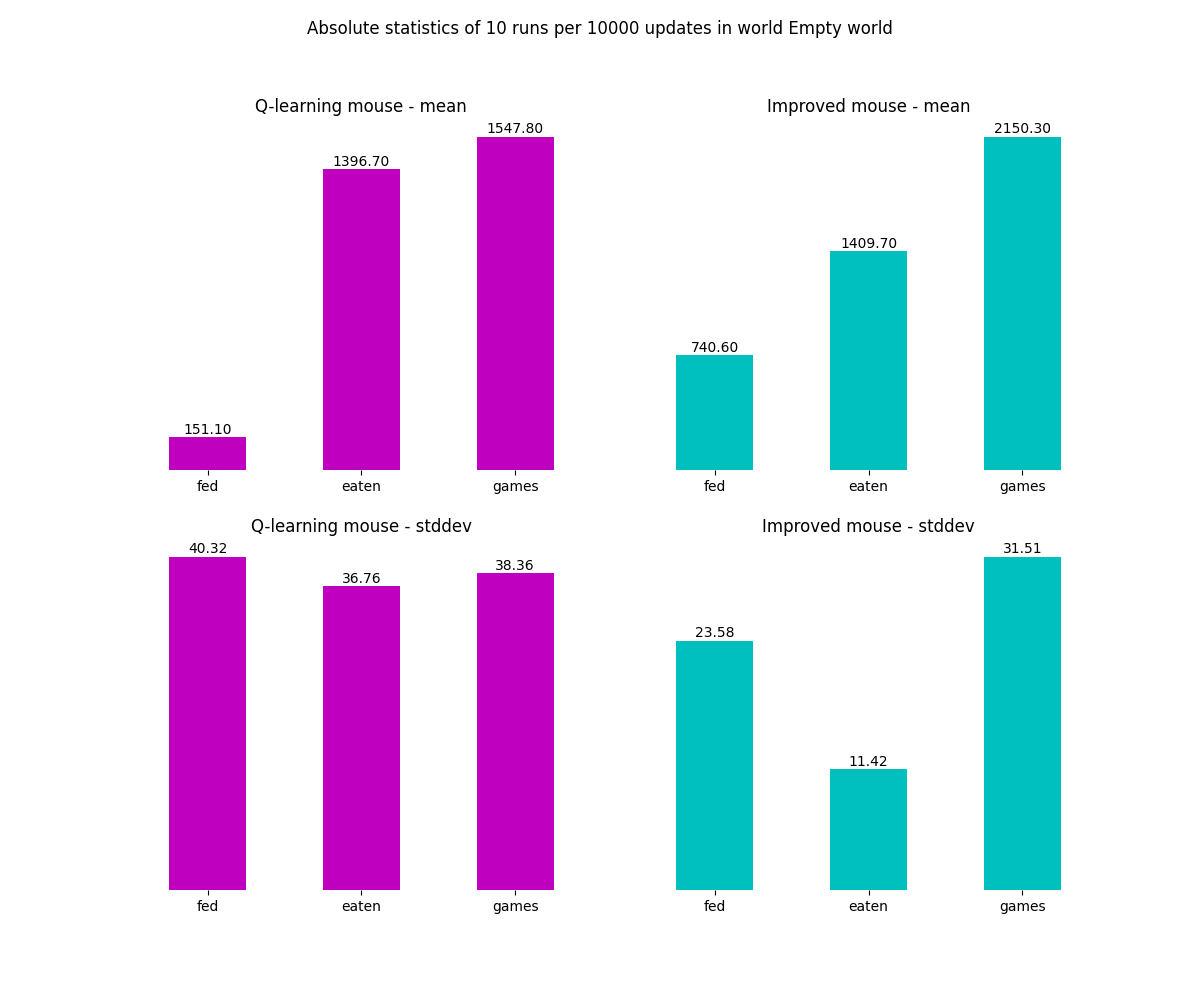 Absolute statistics of 10 runs per 10000 updates in world Empty world
Q-learning mouse - mean
1547.80
1396.70
151.10
fed eaten games
Improved mouse - mean
2150.30
1409.70
740.60
fed eaten games
Q-learning mouse - stddev
40.32
38.36
36.76
fed eaten games
Improved mouse - stddev
31.51
23.58
11.42
fed eaten games